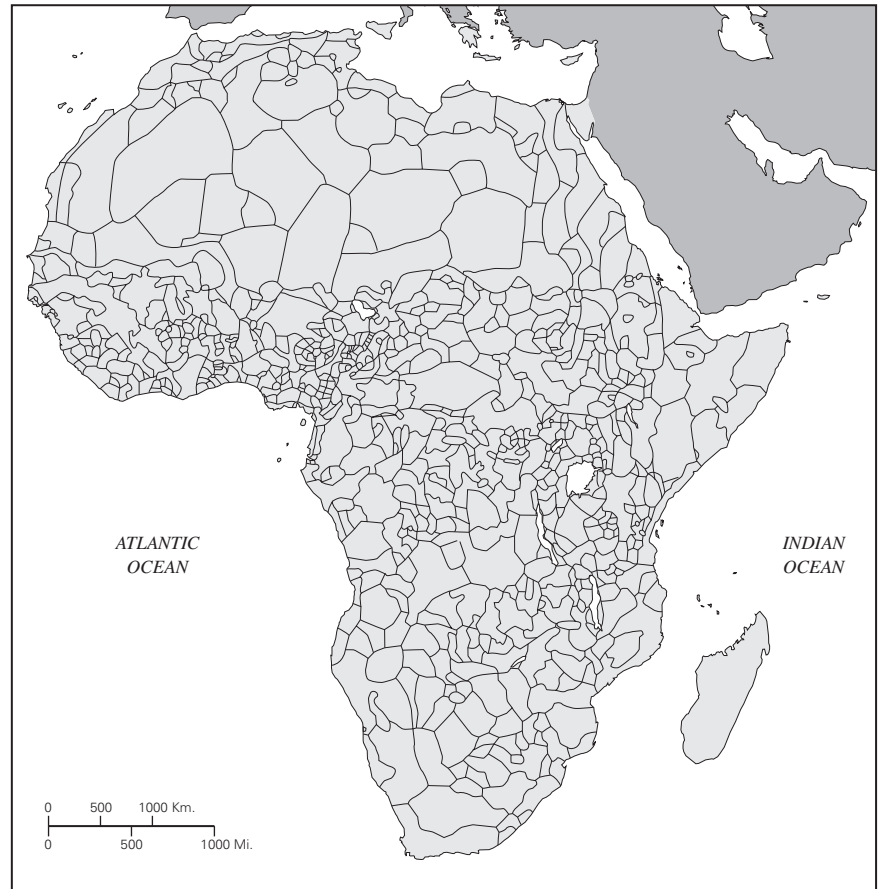 ATLANTIC
OCEAN
INDIAN
OCEAN
0 500 1000 Km.
0 500 1000 Mi.